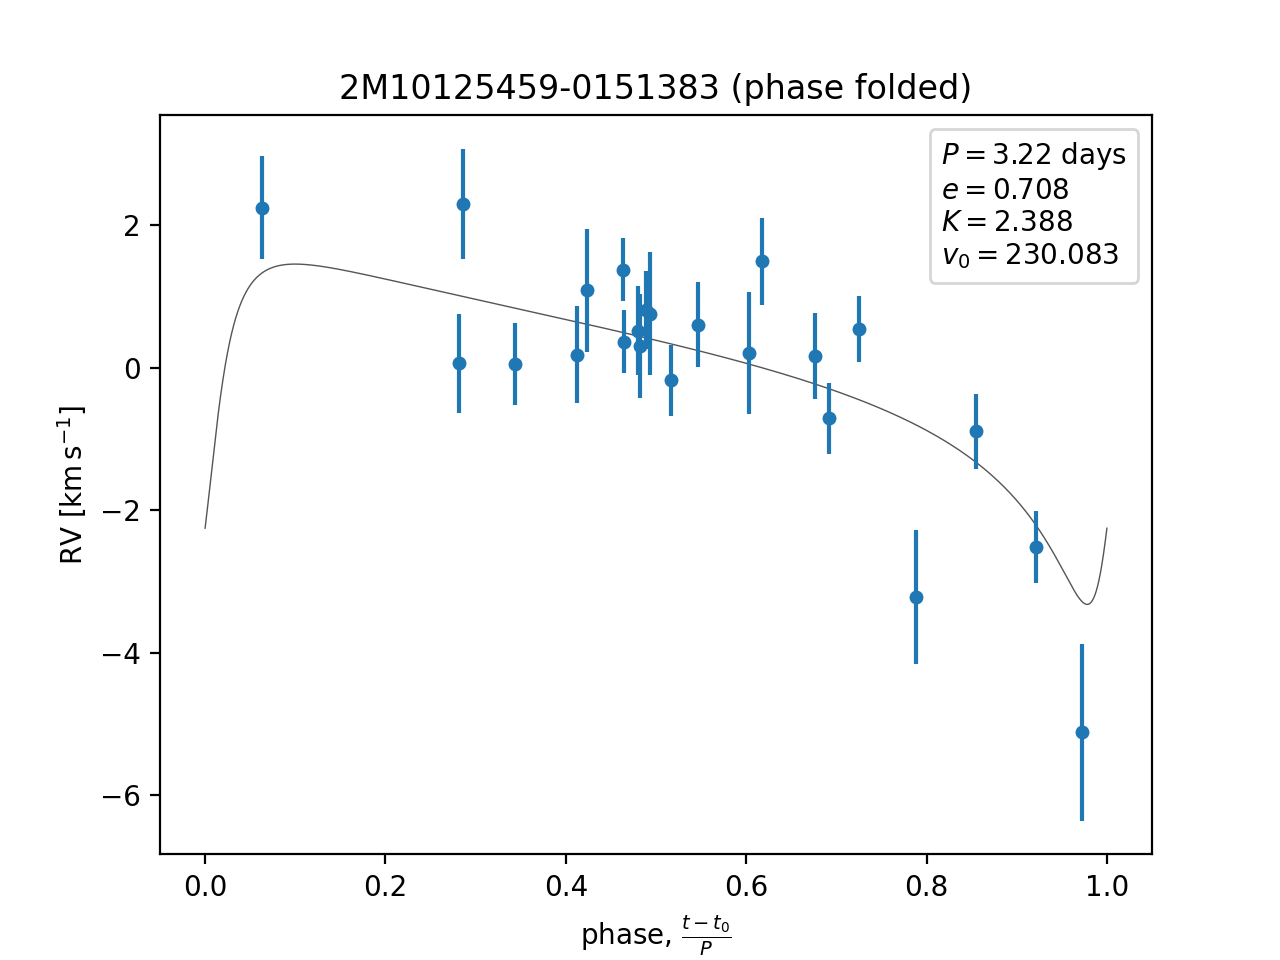 2M10125459-0151383 (phase folded)
P = 3.22 days
e = 0.708
K = 2.388
v₀ = 230.083
2
0
−2
−4
−6
RV [km s⁻¹]
0.0 0.2 0.4 0.6 0.8 1.0
phase, (t − t₀)/P